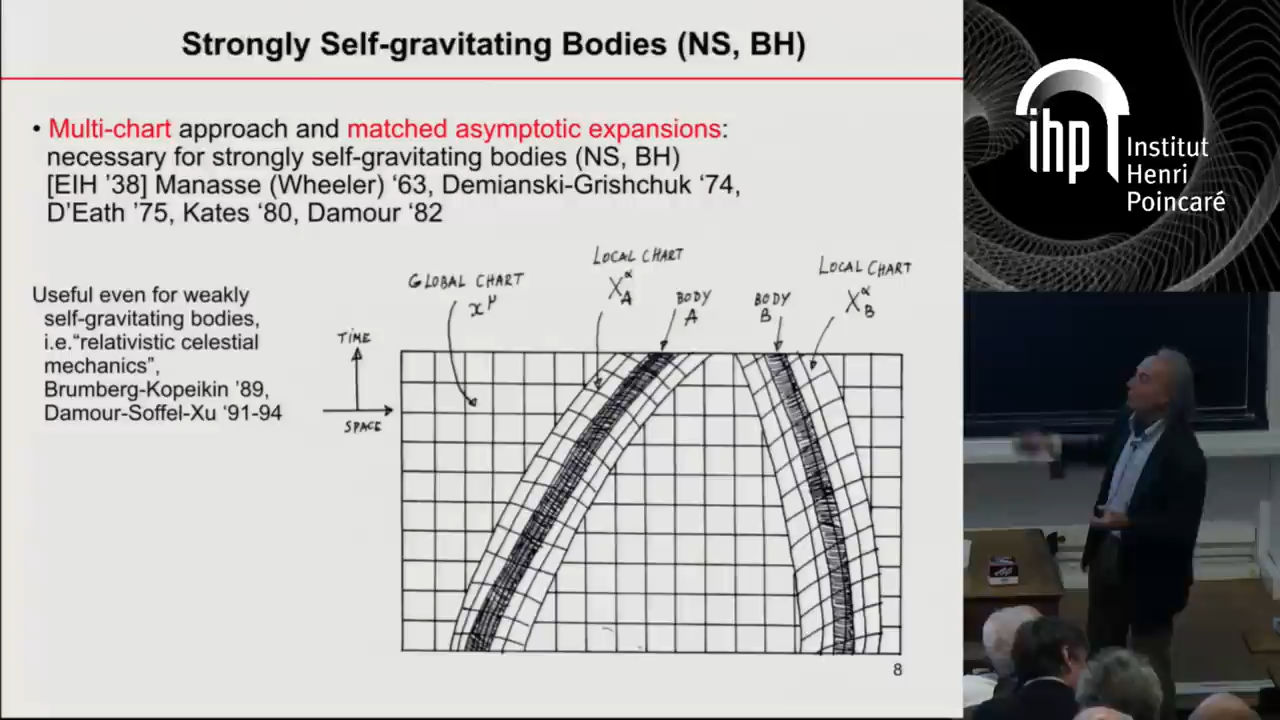 Strongly Self-gravitating Bodies (NS, BH)
• Multi-chart approach and matched asymptotic expansions:
necessary for strongly self-gravitating bodies (NS, BH)
[EIH ’38] Manasse (Wheeler) ‘63, Demianski-Grishchuk ‘74,
D’Eath ’75, Kates ‘80, Damour ‘82
Useful even for weakly
self-gravitating bodies,
i.e.“relativistic celestial
mechanics”,
Brumberg-Kopeikin ’89,
Damour-Soffel-Xu ‘91-94
GLOBAL CHART
x^μ
LOCAL CHART
X_A^α
BODY
A
BODY
B
LOCAL CHART
X_B^α
TIME
SPACE
8
ihp
Institut
Henri
Poincaré